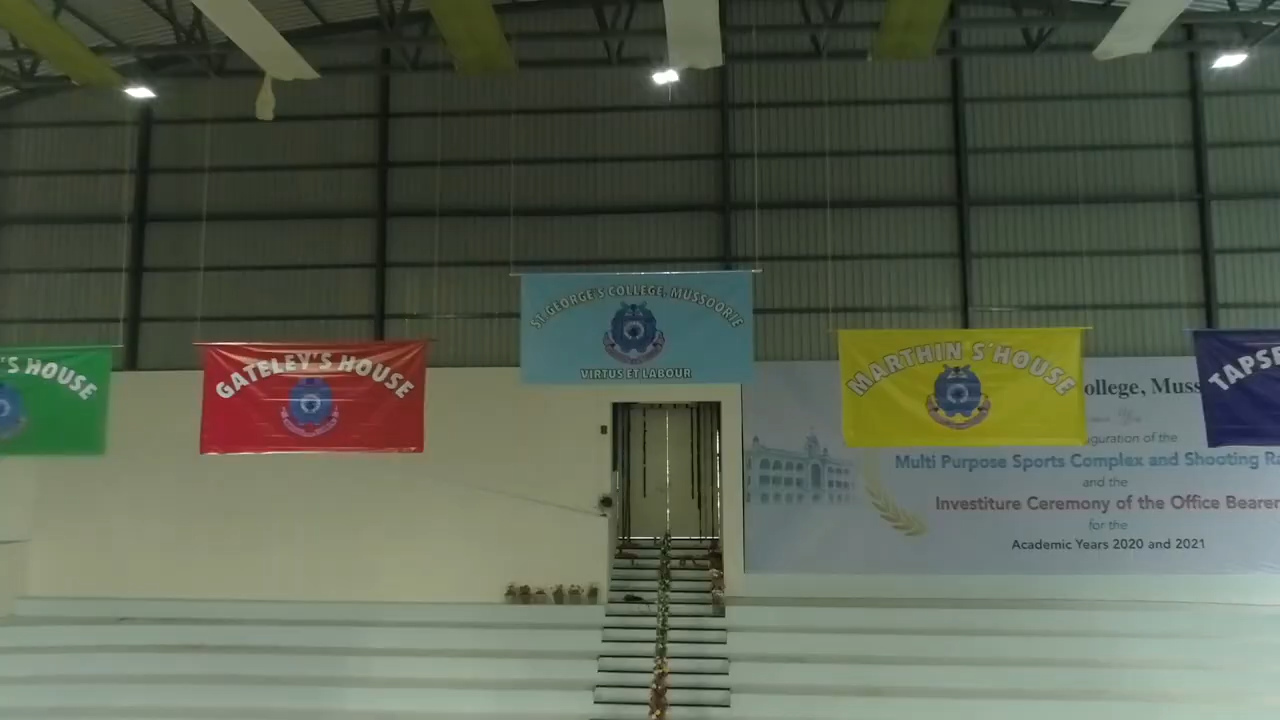 'S HOUSE
GATELEY'S HOUSE
ST GEORGE'S COLLEGE, MUSSOORIE
VIRTUS ET LABOUR
MARTHIN S'HOUSE
TAPSE
ollege, Muss
uguration of the
Multi Purpose Sports Complex and Shooting Ra
and the
Investiture Ceremony of the Office Bearer
for the
Academic Years 2020 and 2021